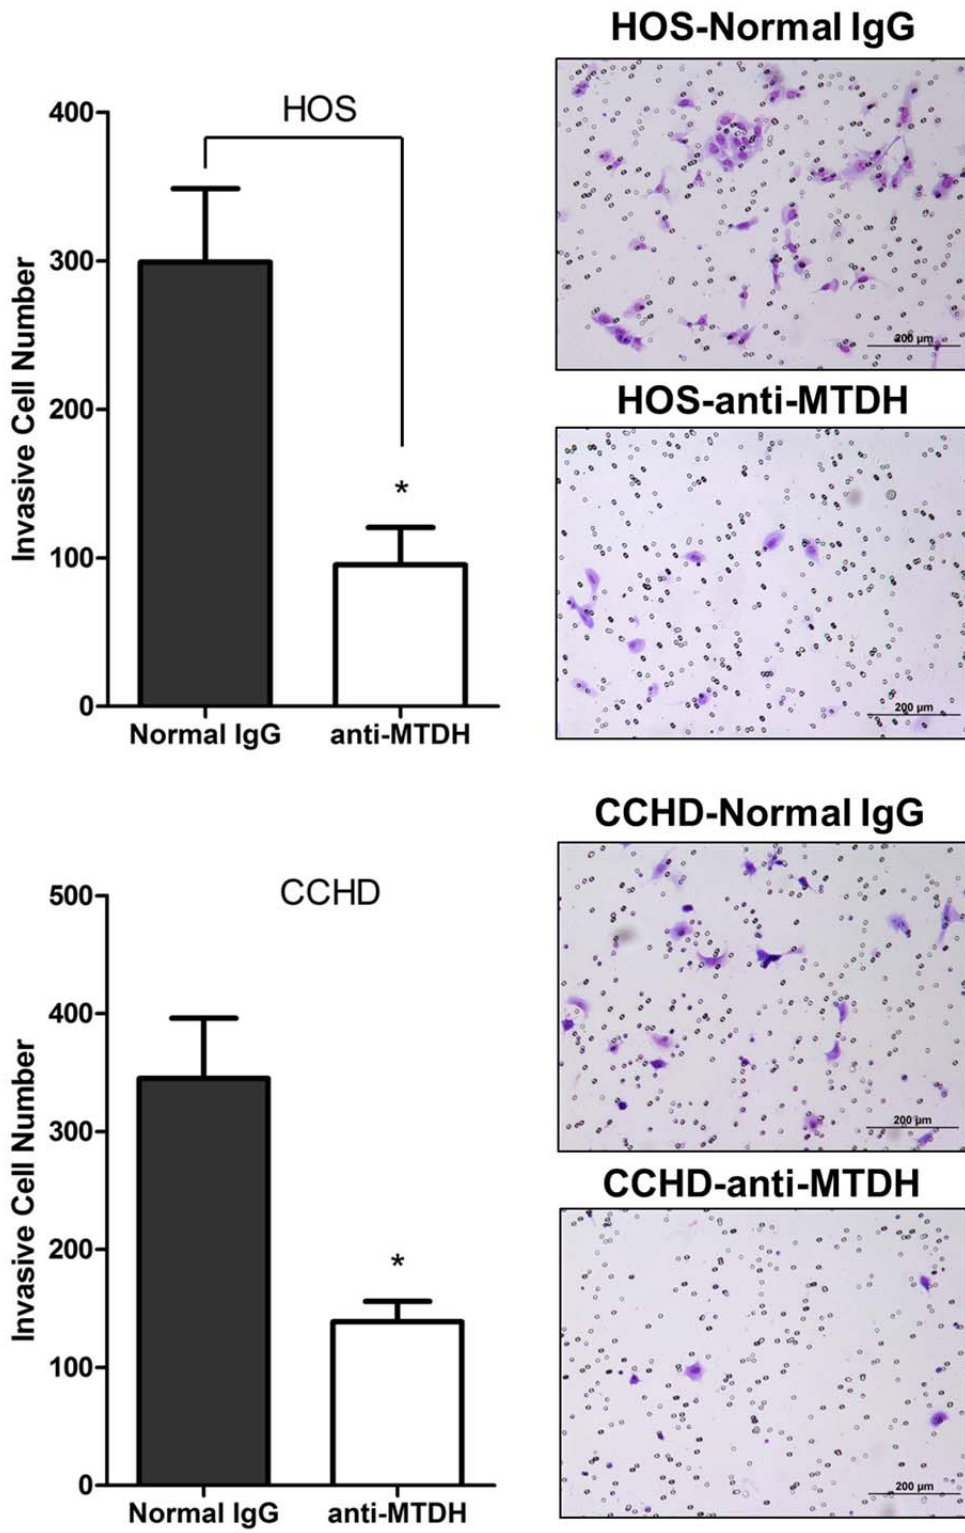 HOS-Normal IgG
HOS
400
300
200
100
0
Invasive Cell Number
*
Normal IgG
anti-MTDH
200 µm
HOS-anti-MTDH
200 µm
CCHD-Normal IgG
CCHD
500
400
300
200
100
0
Invasive Cell Number
*
Normal IgG
anti-MTDH
200 µm
CCHD-anti-MTDH
200 µm